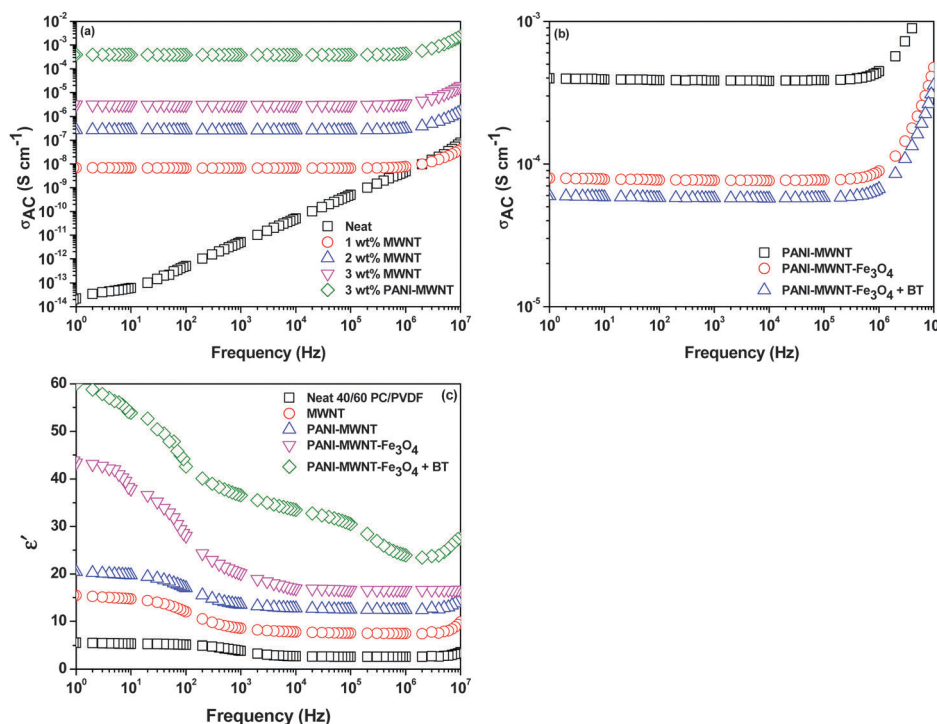 (a)
10⁻²
10⁻³
10⁻⁴
10⁻⁵
10⁻⁶
10⁻⁷
10⁻⁸
10⁻⁹
10⁻¹⁰
10⁻¹¹
10⁻¹²
10⁻¹³
10⁻¹⁴
σAC (S cm⁻¹)
Neat
1 wt% MWNT
2 wt% MWNT
3 wt% MWNT
3 wt% PANI-MWNT
10⁰ 10¹ 10² 10³ 10⁴ 10⁵ 10⁶ 10⁷
Frequency (Hz)
(b)
10⁻³
10⁻⁴
10⁻⁵
σAC (S cm⁻¹)
PANI-MWNT
PANI-MWNT-Fe₃O₄
PANI-MWNT-Fe₃O₄ + BT
10⁰ 10¹ 10² 10³ 10⁴ 10⁵ 10⁶ 10⁷
Frequency (Hz)
(c)
60
50
40
30
20
10
0
ε′
Neat 40/60 PC/PVDF
MWNT
PANI-MWNT
PANI-MWNT-Fe₃O₄
PANI-MWNT-Fe₃O₄ + BT
10⁰ 10¹ 10² 10³ 10⁴ 10⁵ 10⁶ 10⁷
Frequency (Hz)